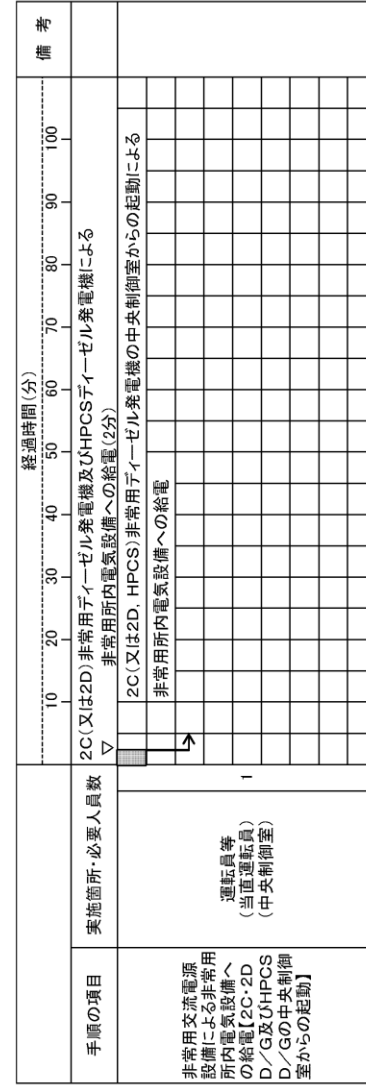 手順の項目
実施箇所・必要人員数
経過時間(分)
備考
10 20 30 40 50 60 70 80 90 100
2C(又は2D)非常用ディーゼル発電機及びHPCSディーゼル発電機による
非常用所内電気設備への給電(2分)
▽
非常用交流電源
設備による非常用
所内電気設備へ
の給電【2C・2D
D/G及びHPCS
D/Gの中央制御
室からの起動】
運転員等
(当直運転員)
(中央制御室)
1
2C(又は2D, HPCS)非常用ディーゼル発電機の中央制御室からの起動による
非常用所内電気設備への給電